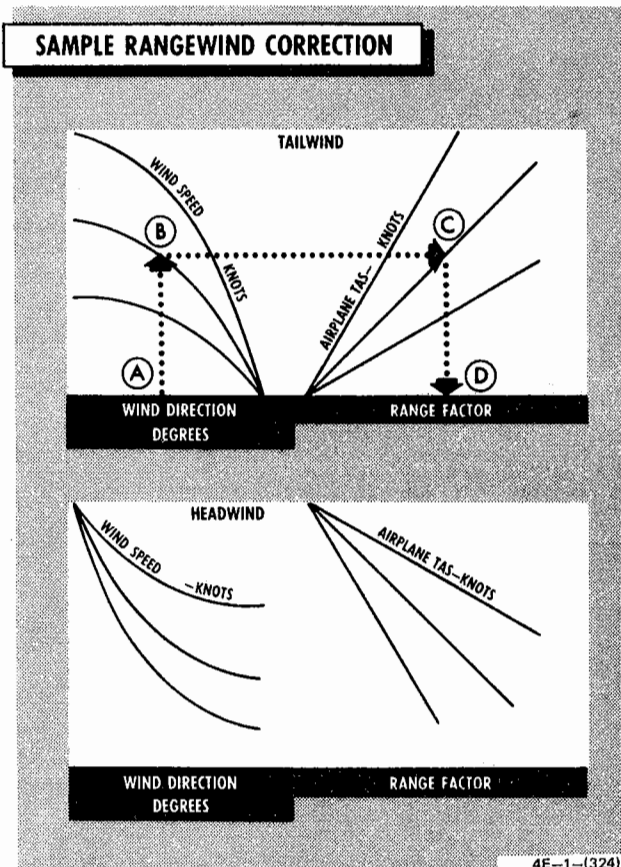 SAMPLE RANGEWIND CORRECTION
TAILWIND
WIND SPEED
KNOTS
AIRPLANE TAS—
KNOTS
A
B
C
D
WIND DIRECTION
DEGREES
RANGE FACTOR
HEADWIND
WIND SPEED
—KNOTS
AIRPLANE TAS—KNOTS
WIND DIRECTION
DEGREES
RANGE FACTOR
4E—1—(324)